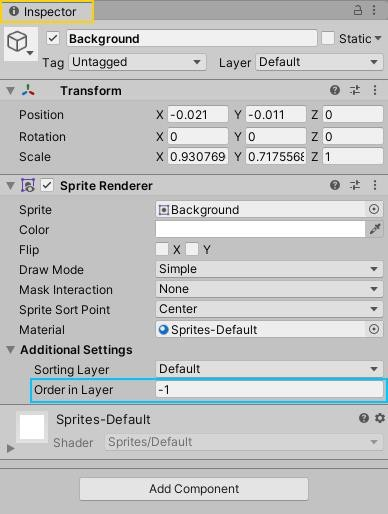 Inspector
Background Static
Tag Untagged Layer Default
Transform
Position X -0.021 Y -0.011 Z 0
Rotation X 0 Y 0 Z 0
Scale X 0.930769 Y 0.7175568 Z 1
Sprite Renderer
Sprite Background
Color
Flip X Y
Draw Mode Simple
Mask Interaction None
Sprite Sort Point Center
Material Sprites-Default
Additional Settings
Sorting Layer Default
Order in Layer -1
Sprites-Default
Shader Sprites/Default
Add Component